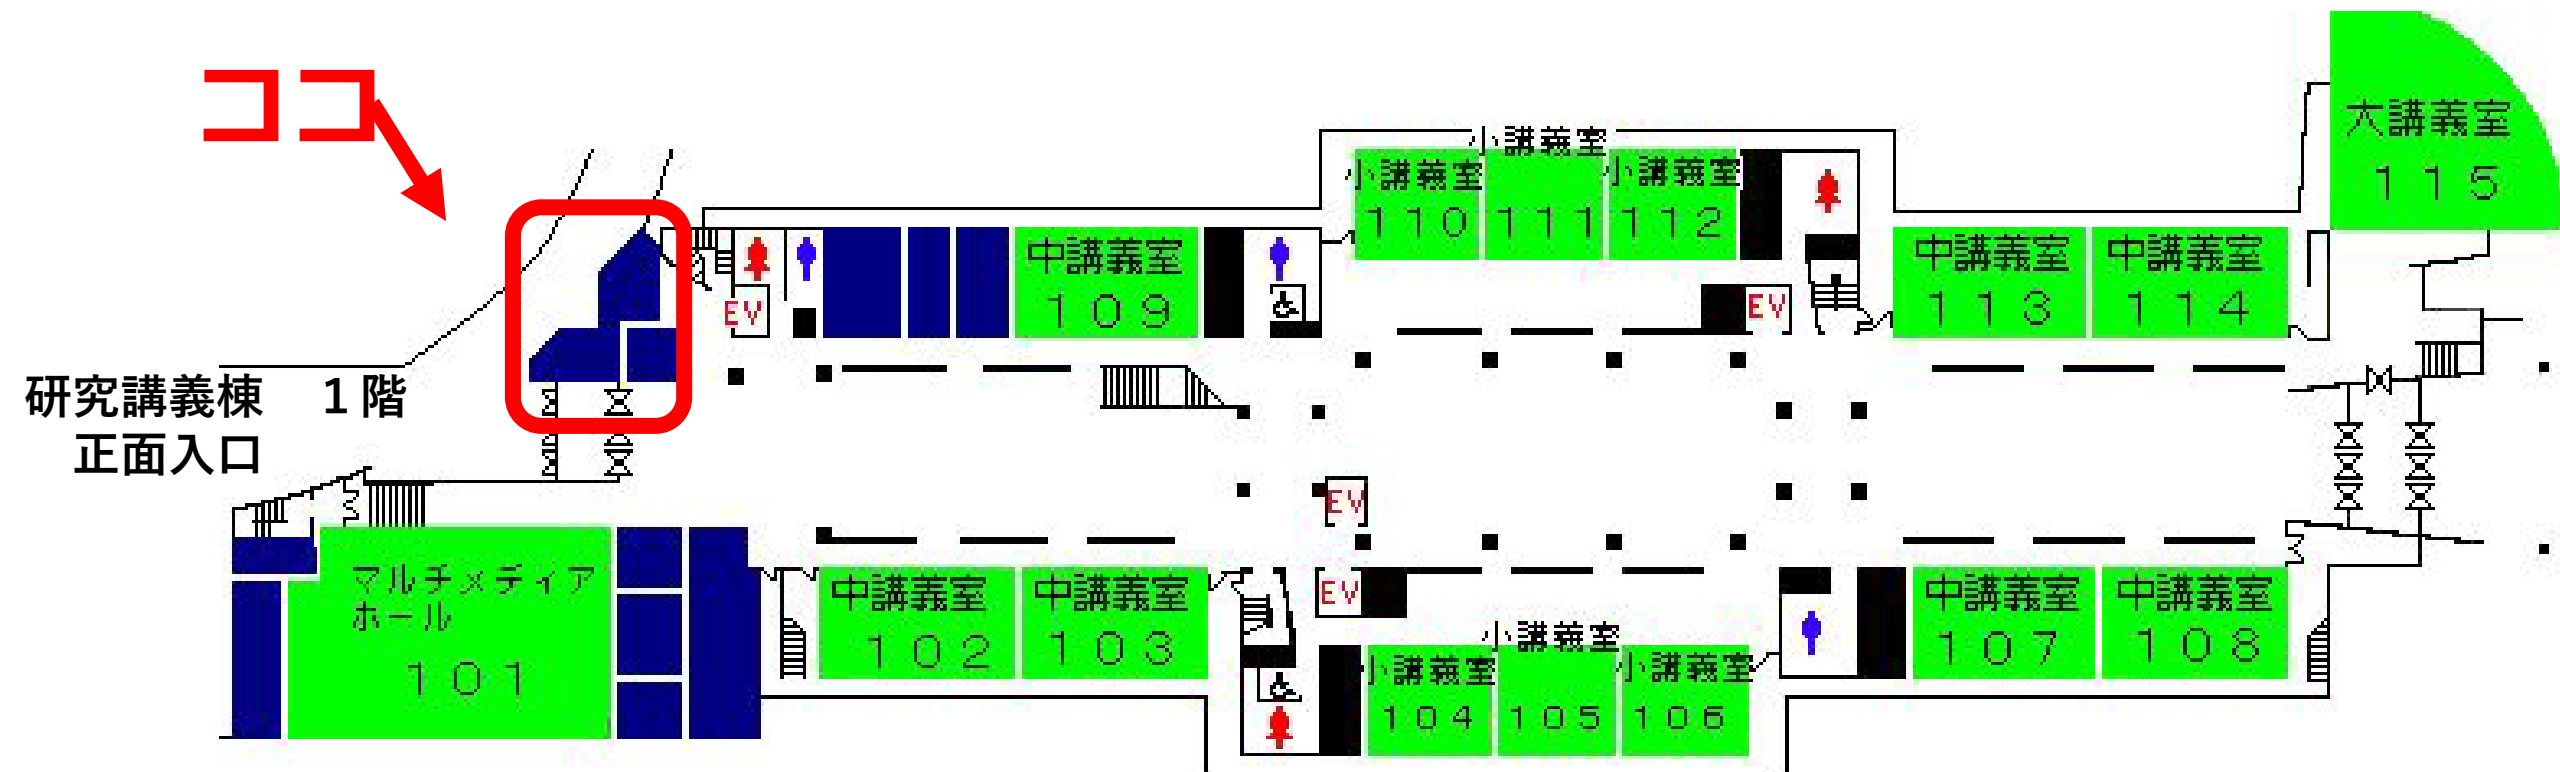 ココ
研究講義棟　１階
正面入口
大講義室
１１５
小講義室
１１０
小講義室
１１１
小講義室
１１２
中講義室
１０９
EV
EV
中講義室
１１３
中講義室
１１４
EV
EV
マルチメディア
ホール
１０１
中講義室
１０２
中講義室
１０３
小講義室
１０４
小講義室
１０５
小講義室
１０６
中講義室
１０７
中講義室
１０８